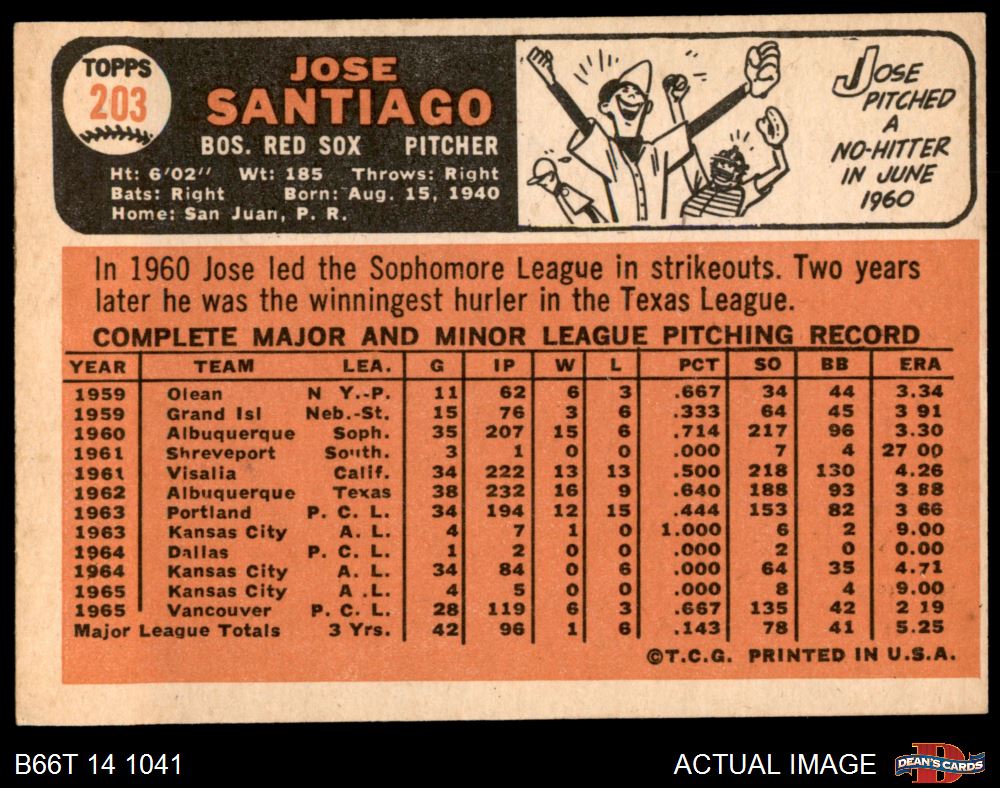 TOPPS
203
JOSE
SANTIAGO
BOS. RED SOX PITCHER
Ht: 6'02" Wt: 185 Throws: Right
Bats: Right Born: Aug. 15, 1940
Home: San Juan, P. R.
JOSE
PITCHED
A
NO-HITTER
IN JUNE
1960
In 1960 Jose led the Sophomore League in strikeouts. Two years
later he was the winningest hurler in the Texas League.
COMPLETE MAJOR AND MINOR LEAGUE PITCHING RECORD
YEAR TEAM LEA. G IP W L PCT SO BB ERA
1959 Olean N Y.-P. 11 62 6 3 .667 34 44 3.34
1959 Grand Isl Neb.-St. 15 76 3 6 .333 64 45 3 91
1960 Albuquerque Soph. 35 207 15 6 .714 217 96 3.30
1961 Shreveport South. 3 1 0 0 .000 7 4 27 00
1961 Visalia Calif. 34 222 13 13 .500 218 130 4.26
1962 Albuquerque Texas 38 232 16 9 .640 188 93 3 88
1963 Portland P. C. L. 34 194 12 15 .444 153 82 3 66
1963 Kansas City A. L. 4 7 1 0 1.000 6 2 9.00
1964 Dallas P. C. L. 1 2 0 0 .000 2 0 0.00
1964 Kansas City A. L. 34 84 0 6 .000 64 35 4.71
1965 Kansas City A .L. 4 5 0 0 .000 8 4 9.00
1965 Vancouver P. C. L. 28 119 6 3 .667 135 42 2 19
Major League Totals 3 Yrs. 42 96 1 6 .143 78 41 5.25
©T.C.G. PRINTED IN U.S.A.
B66T 14 1041
ACTUAL IMAGE
D
DEAN'S CARDS